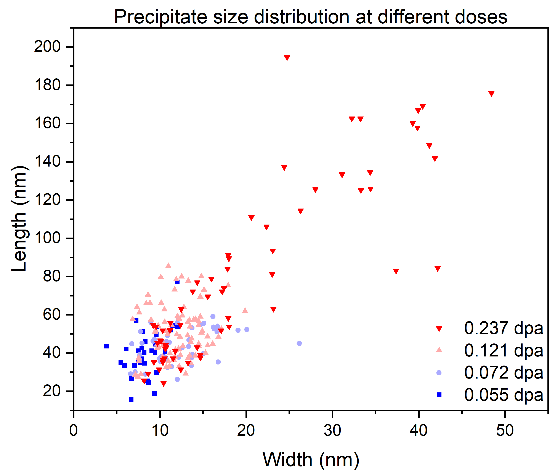 Precipitate size distribution at different doses
200
180
160
140
120
100
80
60
40
20
Length (nm)
0.237 dpa
0.121 dpa
0.072 dpa
0.055 dpa
0 10 20 30 40 50
Width (nm)